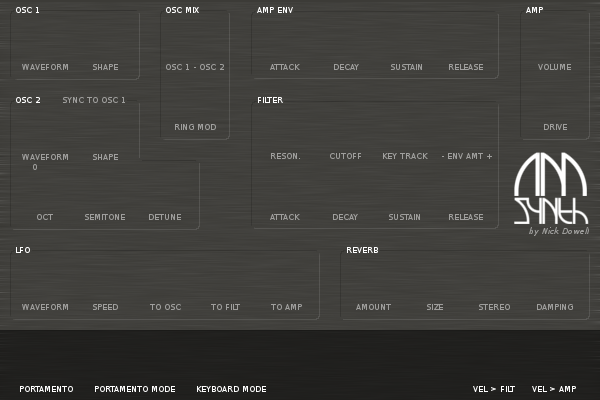 OSC 1
WAVEFORM SHAPE
OSC MIX
OSC 1 - OSC 2
RING MOD
AMP ENV
ATTACK DECAY SUSTAIN RELEASE
AMP
VOLUME
DRIVE
OSC 2 SYNC TO OSC 1
WAVEFORM SHAPE
0
OCT SEMITONE DETUNE
FILTER
RESON. CUTOFF KEY TRACK - ENV AMT +
ATTACK DECAY SUSTAIN RELEASE
AM
SYNth
by Nick Dowell
LFO
WAVEFORM SPEED TO OSC TO FILT TO AMP
REVERB
AMOUNT SIZE STEREO DAMPING
PORTAMENTO PORTAMENTO MODE KEYBOARD MODE VEL > FILT VEL > AMP